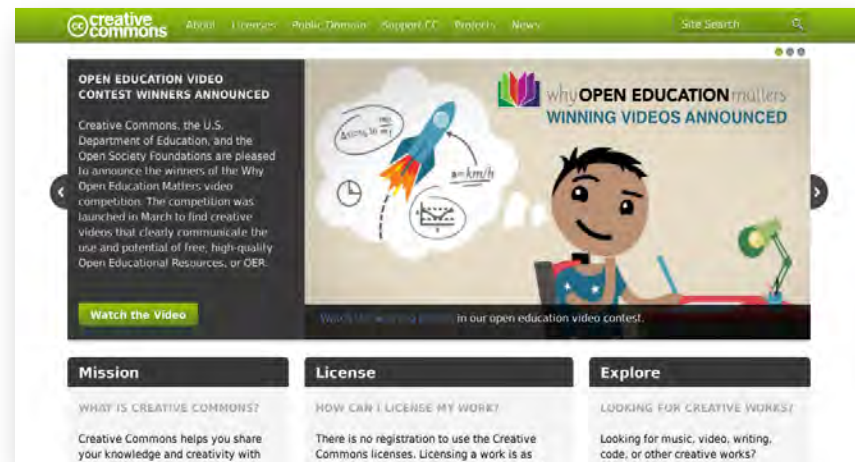 cc creative commons
About Licenses Public Domain Support CC Projects News
Site Search
OPEN EDUCATION VIDEO
CONTEST WINNERS ANNOUNCED
Creative Commons, the U.S.
Department of Education, and the
Open Society Foundations are pleased
to announce the winners of the Why
Open Education Matters video
competition. The competition was
launched in March to find creative
videos that clearly communicate the
use and potential of free, high-quality
Open Educational Resources, or OER.
Watch the Video
why OPEN EDUCATION matters
WINNING VIDEOS ANNOUNCED
a=km/h
in our open education video contest.
Mission
WHAT IS CREATIVE COMMONS?
Creative Commons helps you share
your knowledge and creativity with
License
HOW CAN I LICENSE MY WORK?
There is no registration to use the Creative
Commons licenses. Licensing a work is as
Explore
LOOKING FOR CREATIVE WORKS?
Looking for music, video, writing,
code, or other creative works?